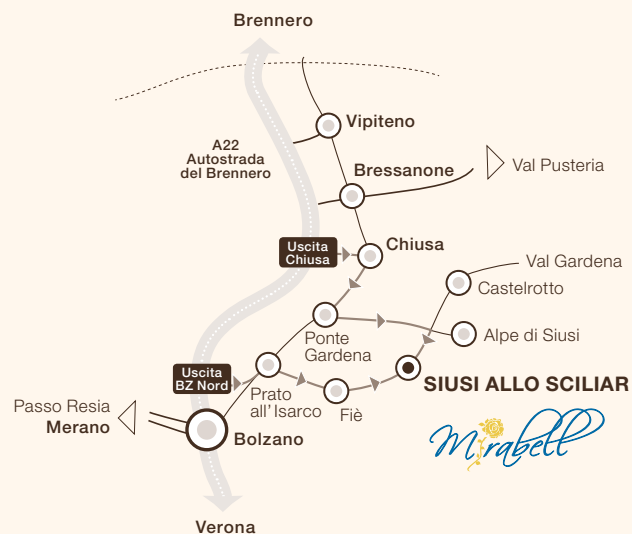 Brennero
Vipiteno
A22
Autostrada
del Brennero
Bressanone
Val Pusteria
Uscita
Chiusa
Chiusa
Val Gardena
Castelrotto
Ponte
Gardena
Alpe di Siusi
Uscita
BZ Nord
Prato
all'Isarco
Fiè
SIUSI ALLO SCILIAR
Passo Resia
Merano
Bolzano
Mirabell
Verona